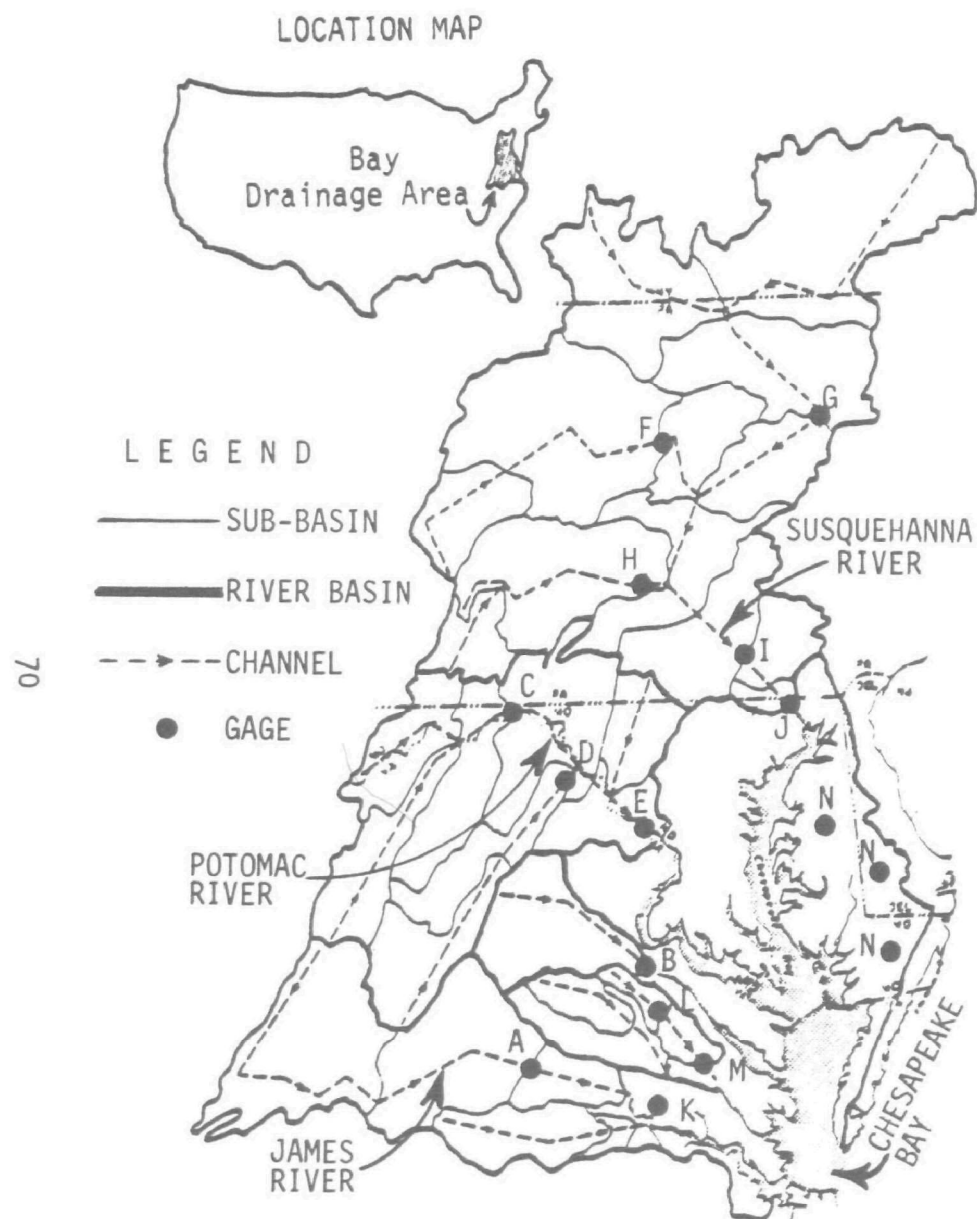 LOCATION MAP
Bay
Drainage Area
LEGEND
SUB-BASIN
RIVER BASIN
CHANNEL
GAGE
SUSQUEHANNA
RIVER
POTOMAC
RIVER
JAMES
RIVER
CHESAPEAKE
BAY
G
F
H
I
C
J
D
E
N
N
N
B
L
A
M
K
70